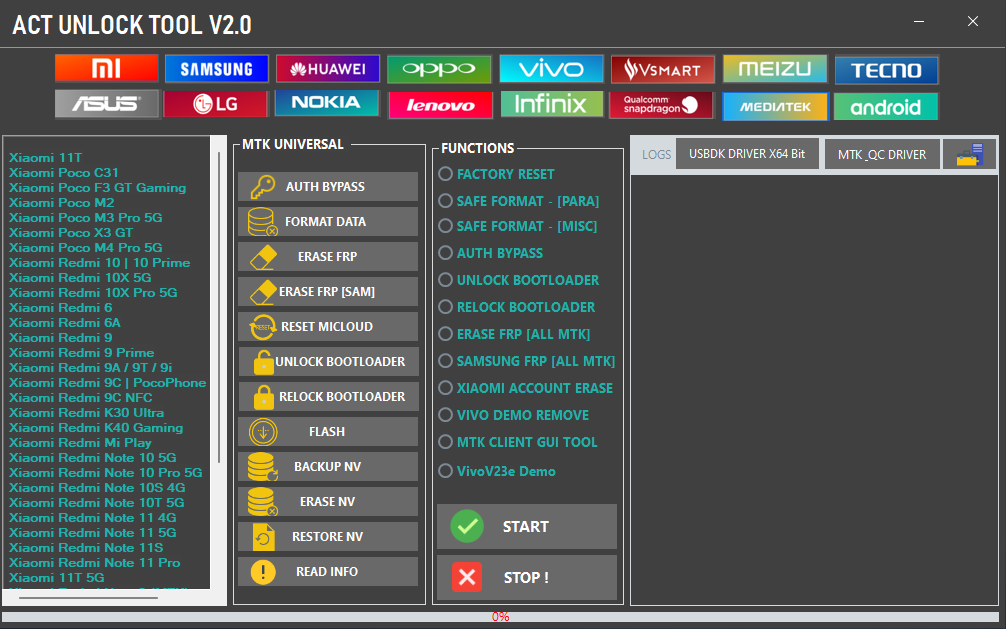 ACT UNLOCK TOOL V2.0
mi
SAMSUNG
HUAWEI
oppo
vivo
VSMART
MEIZU
TECNO
ASUS
LG
NOKIA
lenovo
Infinix
Qualcomm
snapdragon
MEDIATEK
android
Xiaomi 11T
Xiaomi Poco C31
Xiaomi Poco F3 GT Gaming
Xiaomi Poco M2
Xiaomi Poco M3 Pro 5G
Xiaomi Poco X3 GT
Xiaomi Poco M4 Pro 5G
Xiaomi Redmi 10 | 10 Prime
Xiaomi Redmi 10X 5G
Xiaomi Redmi 10X Pro 5G
Xiaomi Redmi 6
Xiaomi Redmi 6A
Xiaomi Redmi 9
Xiaomi Redmi 9 Prime
Xiaomi Redmi 9A / 9T / 9i
Xiaomi Redmi 9C | PocoPhone
Xiaomi Redmi 9C NFC
Xiaomi Redmi K30 Ultra
Xiaomi Redmi K40 Gaming
Xiaomi Redmi Mi Play
Xiaomi Redmi Note 10 5G
Xiaomi Redmi Note 10 Pro 5G
Xiaomi Redmi Note 10S 4G
Xiaomi Redmi Note 10T 5G
Xiaomi Redmi Note 11 4G
Xiaomi Redmi Note 11 5G
Xiaomi Redmi Note 11S
Xiaomi Redmi Note 11 Pro
Xiaomi 11T 5G
MTK UNIVERSAL
AUTH BYPASS
FORMAT DATA
ERASE FRP
ERASE FRP [SAM]
RESET
RESET MICLOUD
UNLOCK BOOTLOADER
RELOCK BOOTLOADER
FLASH
BACKUP NV
ERASE NV
RESTORE NV
READ INFO
FUNCTIONS
FACTORY RESET
SAFE FORMAT - [PARA]
SAFE FORMAT - [MISC]
AUTH BYPASS
UNLOCK BOOTLOADER
RELOCK BOOTLOADER
ERASE FRP [ALL MTK]
SAMSUNG FRP [ALL MTK]
XIAOMI ACCOUNT ERASE
VIVO DEMO REMOVE
MTK CLIENT GUI TOOL
VivoV23e Demo
START
STOP !
LOGS
USBDK DRIVER X64 Bit
MTK_QC DRIVER
0%